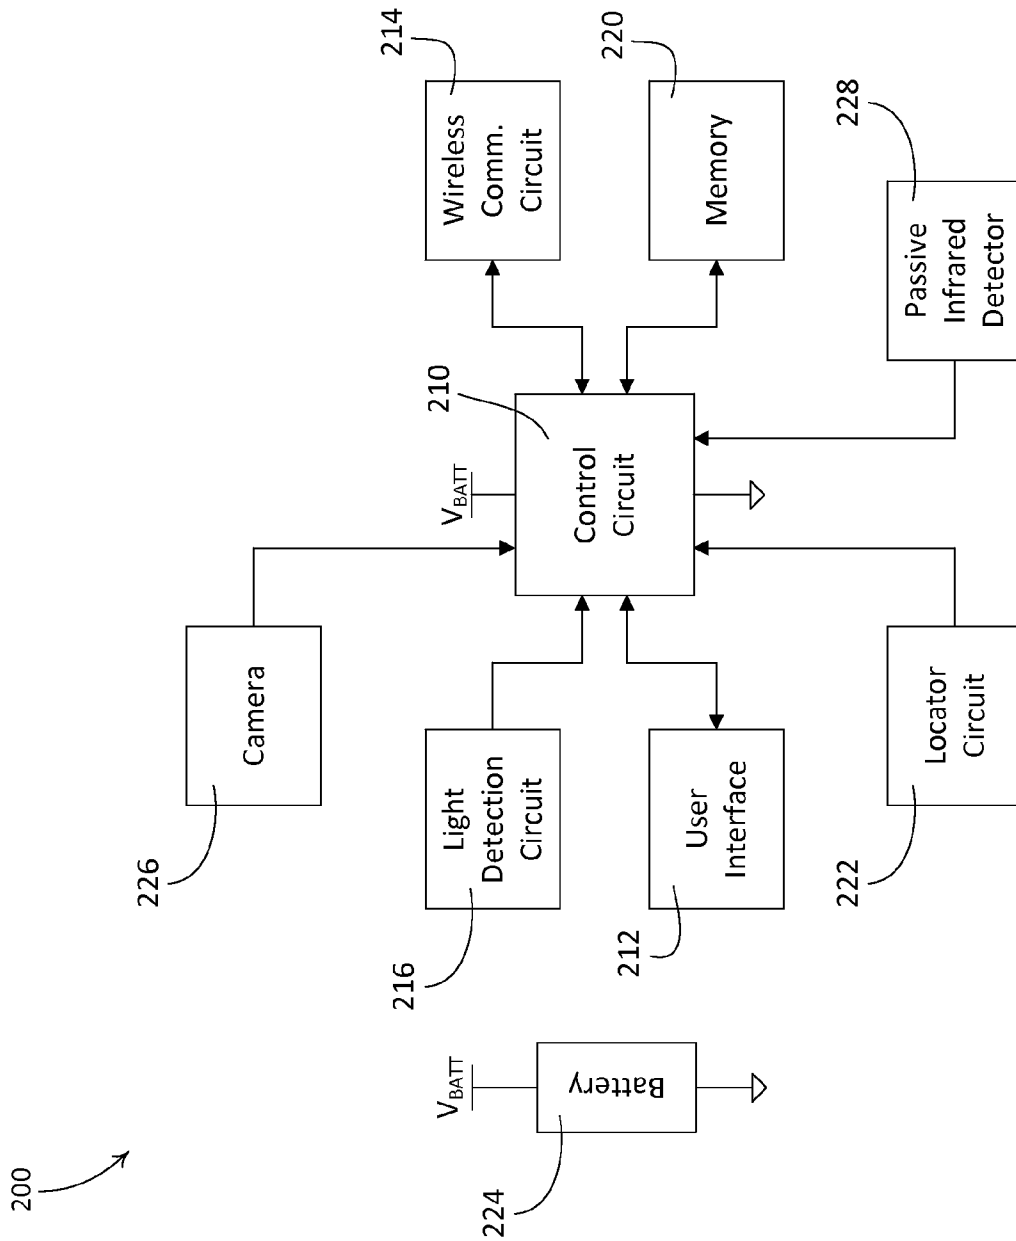 200
224
Battery
V_BATT
226
Camera
216
Light
Detection
Circuit
212
User
Interface
222
Locator
Circuit
V_BATT
210
Control
Circuit
214
Wireless
Comm.
Circuit
220
Memory
228
Passive
Infrared
Detector